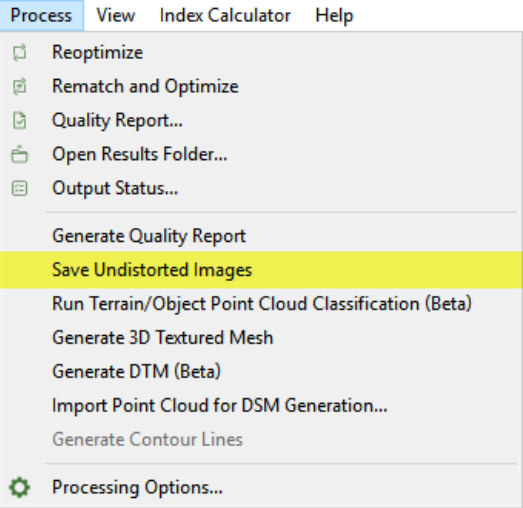 Process View Index Calculator Help
Reoptimize
Rematch and Optimize
Quality Report...
Open Results Folder...
Output Status...
Generate Quality Report
Save Undistorted Images
Run Terrain/Object Point Cloud Classification (Beta)
Generate 3D Textured Mesh
Generate DTM (Beta)
Import Point Cloud for DSM Generation...
Generate Contour Lines
Processing Options...